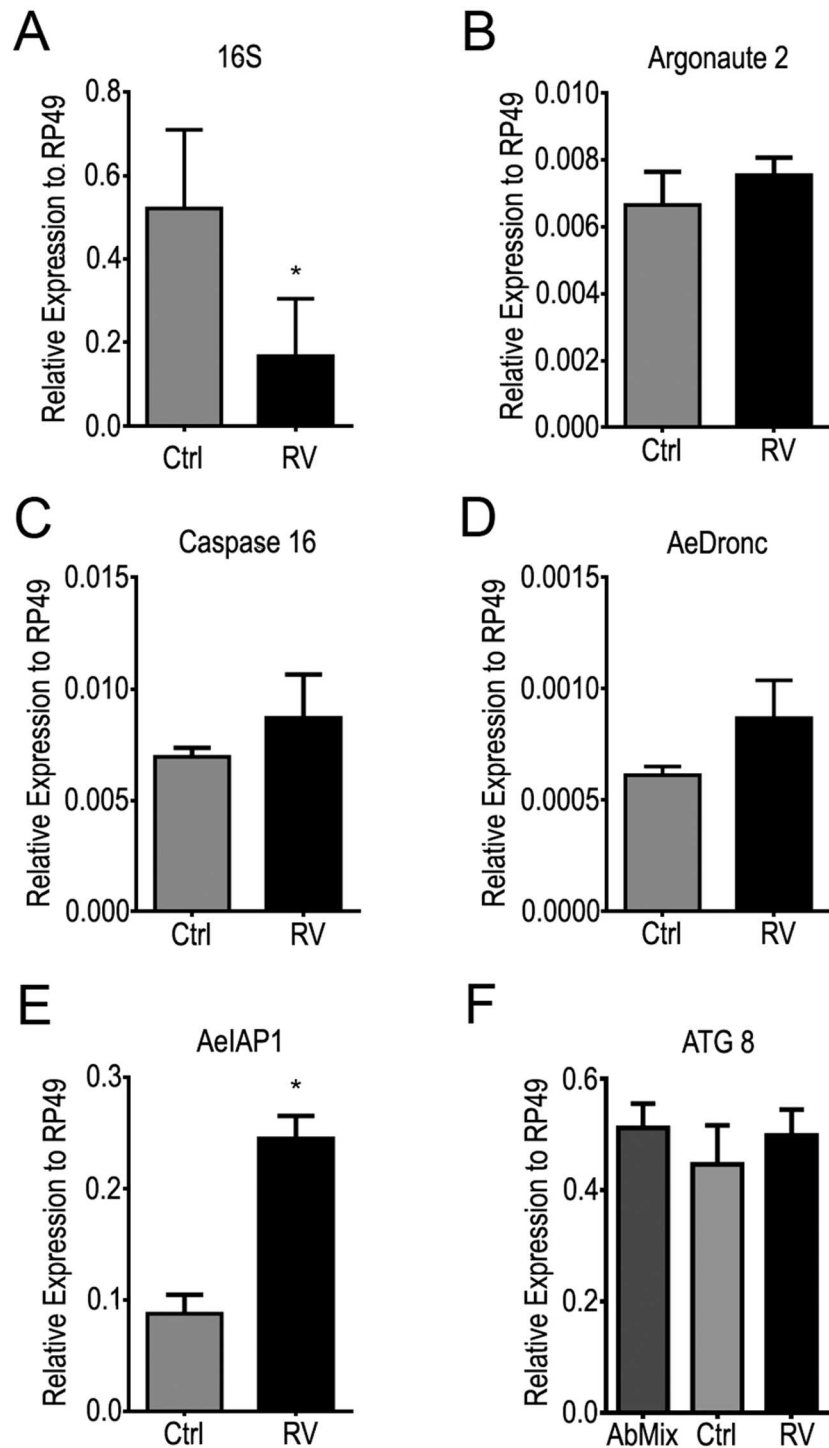 A
16S
Relative Expression to RP49
0.8
0.6
0.4
0.2
0.0
*
Ctrl
RV
B
Argonaute 2
Relative Expression to RP49
0.010
0.008
0.006
0.004
0.002
0.000
Ctrl
RV
C
Caspase 16
Relative Expression to RP49
0.015
0.010
0.005
0.000
Ctrl
RV
D
AeDronc
Relative Expression to RP49
0.0015
0.0010
0.0005
0.0000
Ctrl
RV
E
AeIAP1
Relative Expression to RP49
0.3
0.2
0.1
0.0
*
Ctrl
RV
F
ATG 8
Relative Expression to RP49
0.6
0.4
0.2
0.0
AbMix
Ctrl
RV